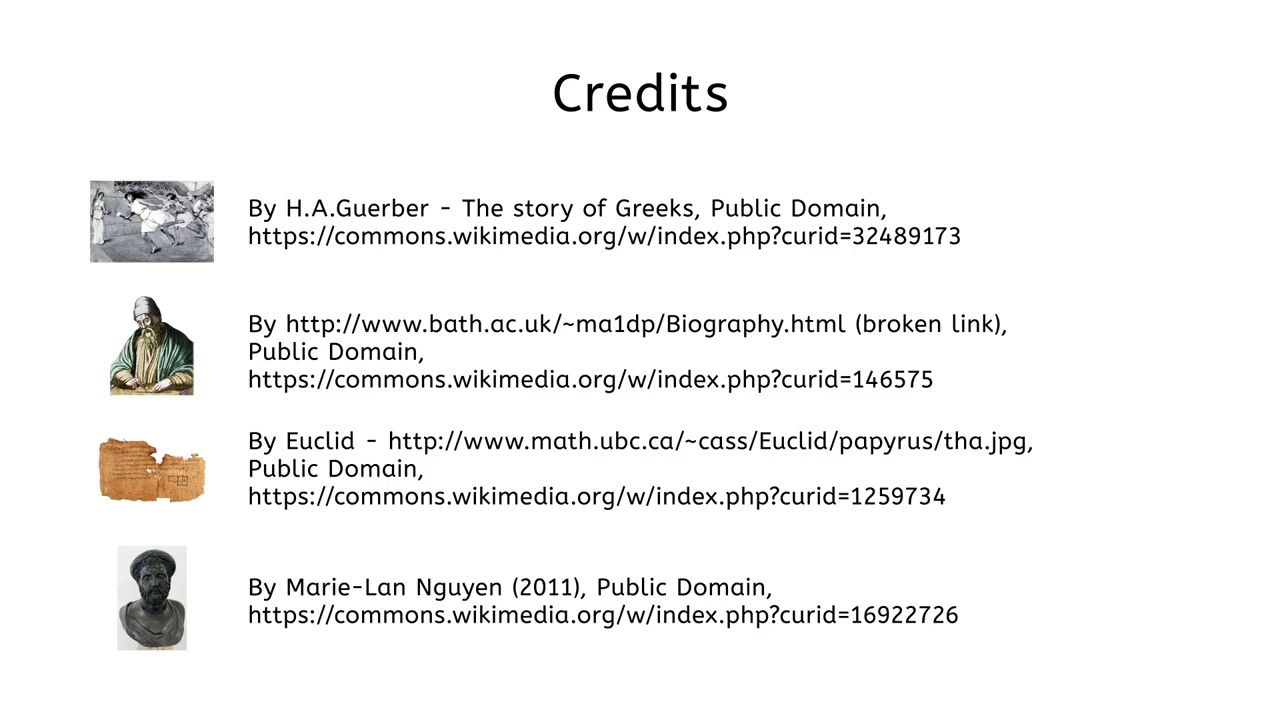 Credits
By H.A.Guerber - The story of Greeks, Public Domain,
https://commons.wikimedia.org/w/index.php?curid=32489173
By http://www.bath.ac.uk/~ma1dp/Biography.html (broken link),
Public Domain,
https://commons.wikimedia.org/w/index.php?curid=146575
By Euclid - http://www.math.ubc.ca/~cass/Euclid/papyrus/tha.jpg,
Public Domain,
https://commons.wikimedia.org/w/index.php?curid=1259734
By Marie-Lan Nguyen (2011), Public Domain,
https://commons.wikimedia.org/w/index.php?curid=16922726